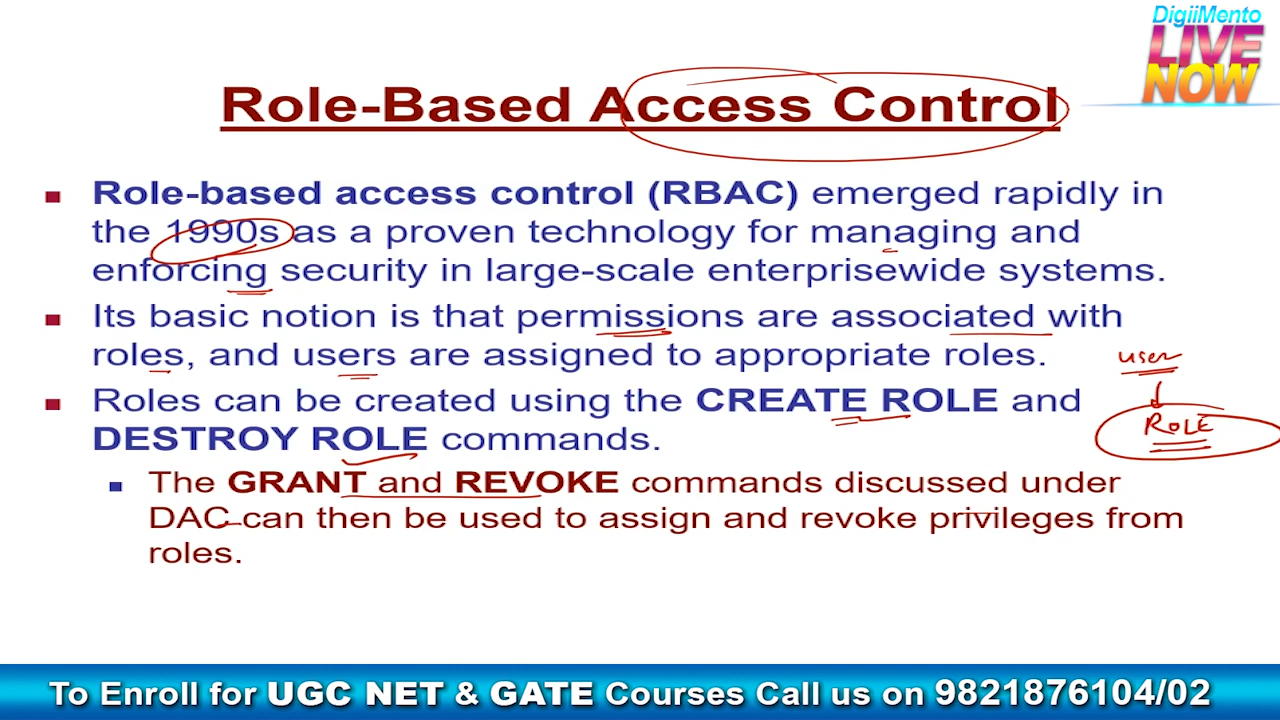 DigiiMento
LIVE
NOW
Role-Based Access Control
Role-based access control (RBAC) emerged rapidly in
the 1990s as a proven technology for managing and
enforcing security in large-scale enterprisewide systems.
Its basic notion is that permissions are associated with
roles, and users are assigned to appropriate roles.
user
ROLE
Roles can be created using the CREATE ROLE and
DESTROY ROLE commands.
The GRANT and REVOKE commands discussed under
DAC can then be used to assign and revoke privileges from
roles.
To Enroll for UGC NET & GATE Courses Call us on 9821876104/02